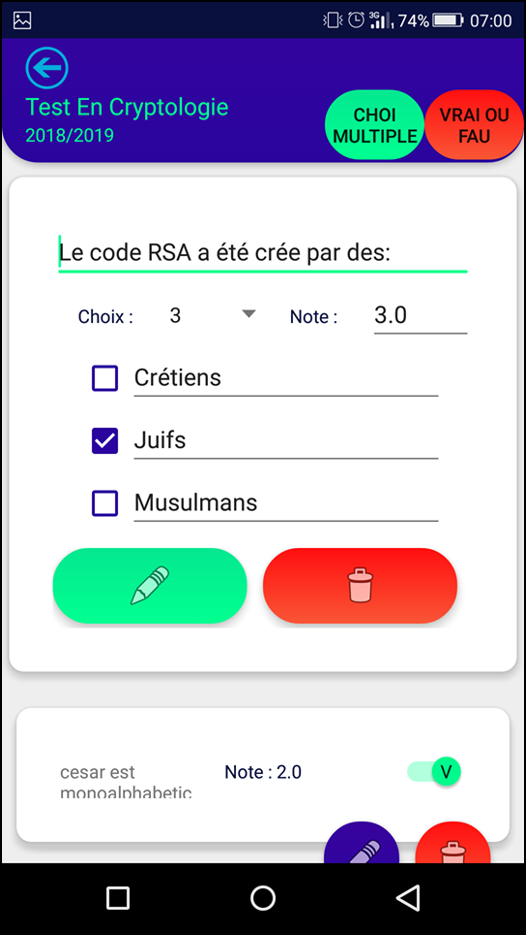 3G 74% 07:00
Test En Cryptologie
2018/2019
CHOI
MULTIPLE
VRAI OU
FAU
Le code RSA a été crée par des:
Choix : 3 Note : 3.0
Crétiens
Juifs
Musulmans
cesar est
monoalphabetic
Note : 2.0
V